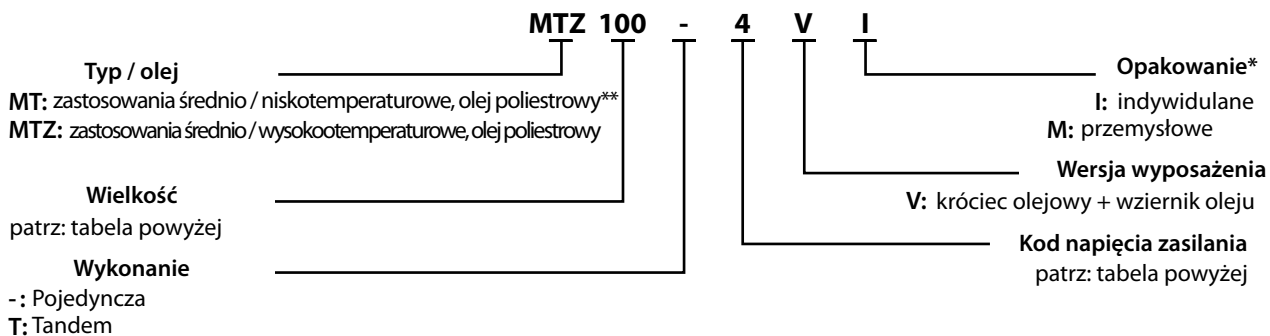 MTZ 100 - 4 V I
Typ / olej
MT: zastosowania średnio / niskotemperaturowe, olej poliestrowy**
MTZ: zastosowania średnio / wysokootemperaturowe, olej poliestrowy
Wielkość
patrz: tabela powyżej
Wykonanie
- : Pojedyncza
T: Tandem
Opakowanie*
I: indywidulane
M: przemysłowe
Wersja wyposażenia
V: króciec olejowy + wziernik oleju
Kod napięcia zasilania
patrz: tabela powyżej